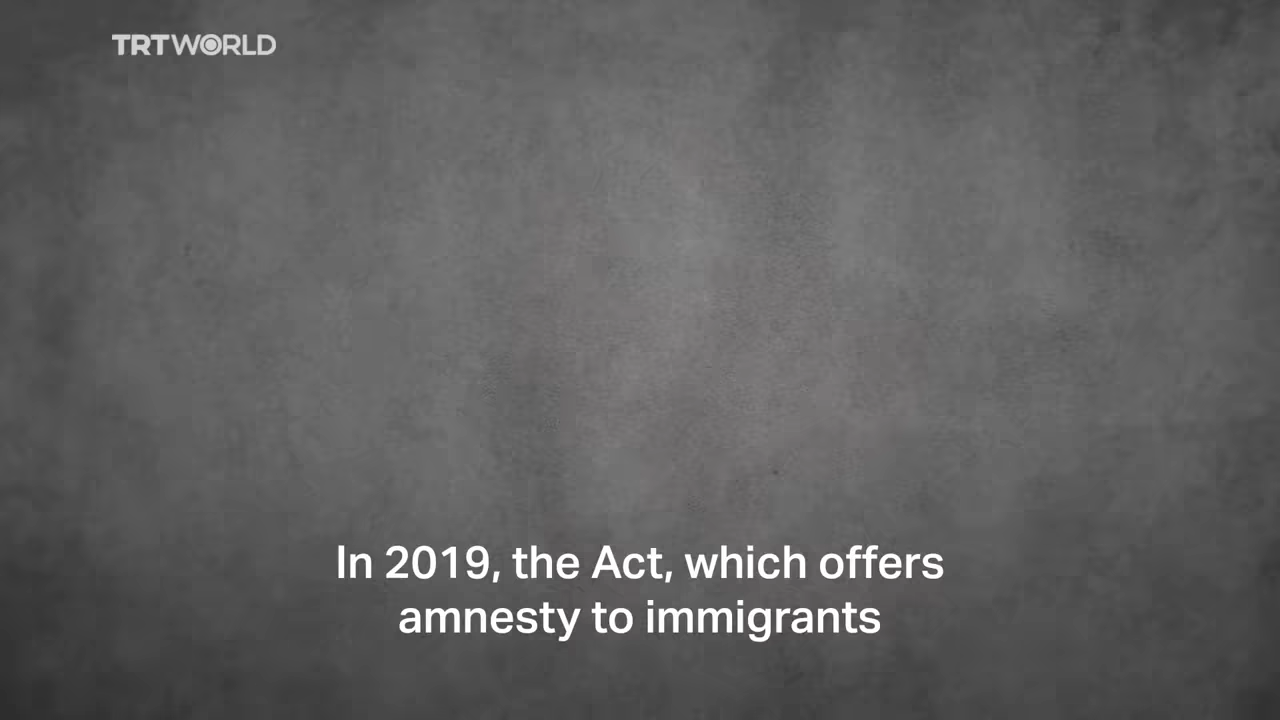 TRTWORLD
In 2019, the Act, which offers
amnesty to immigrants